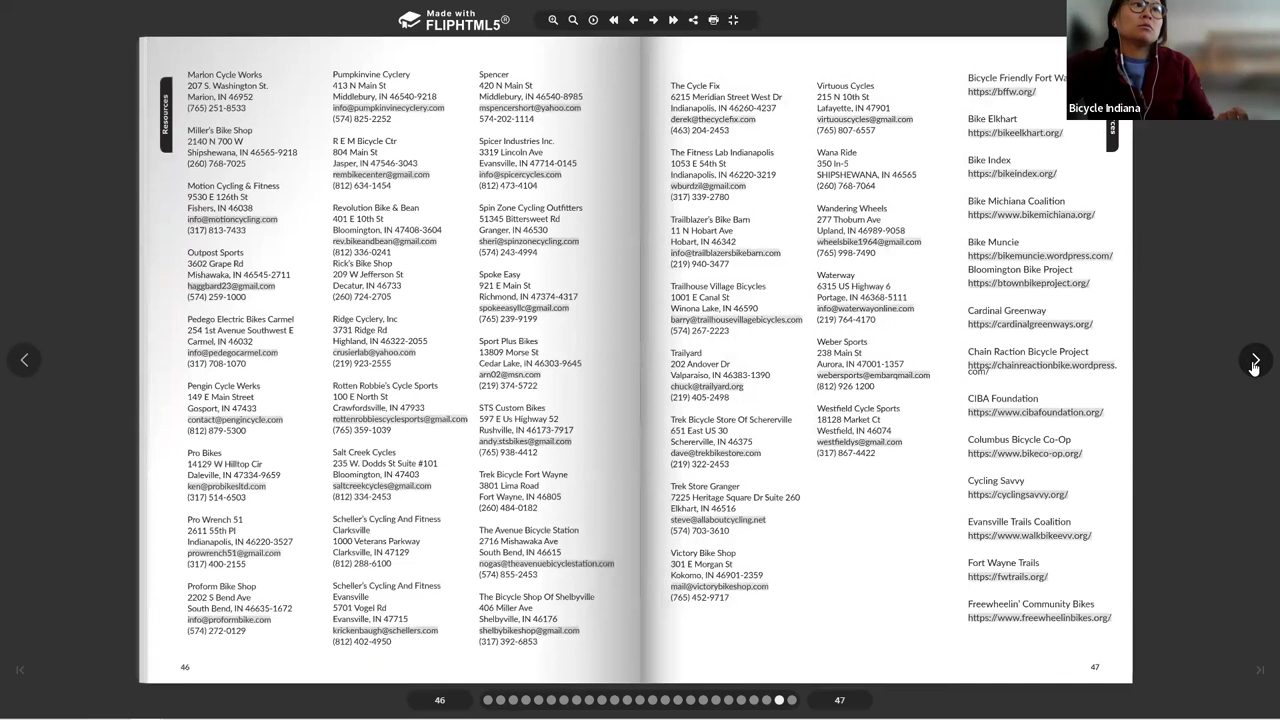 Made with
FLIPHTML5®
Bicycle Indiana
Resources
Marion Cycle Works
207 S. Washington St.
Marion, IN 46952
(765) 251-8533
Miller's Bike Shop
2140 N 700 W
Shipshewana, IN 46565-9218
(260) 768-7025
Motion Cycling & Fitness
9530 E 126th St
Fishers, IN 46038
info@motioncycling.com
(317) 813-7433
Outpost Sports
3602 Grape Rd
Mishawaka, IN 46545-2711
haggbard23@gmail.com
(574) 259-1000
Pedego Electric Bikes Carmel
254 1st Avenue Southwest E
Carmel, IN 46032
info@pedegocarmel.com
(317) 708-1070
Pengin Cycle Werks
149 E Main Street
Gosport, IN 47433
contact@pengincycle.com
(812) 879-5300
Pro Bikes
14129 W Hilltop Cir
Daleville, IN 47334-9659
ken@probikesltd.com
(317) 514-6503
Pro Wrench 51
2611 55th Pl
Indianapolis, IN 46220-3527
prowrench51@gmail.com
(317) 400-2155
Proform Bike Shop
2202 S Bend Ave
South Bend, IN 46635-1672
info@proformbike.com
(574) 272-0129
Pumpkinvine Cyclery
413 N Main St
Middlebury, IN 46540-9218
info@pumpkinvinecyclery.com
(574) 825-2252
R E M Bicycle Ctr
804 Main St
Jasper, IN 47546-3043
rembikecenter@gmail.com
(812) 634-1454
Revolution Bike & Bean
401 E 10th St
Bloomington, IN 47408-3604
rev.bikeandbean@gmail.com
(812) 336-0241
Rick's Bike Shop
209 W Jefferson St
Decatur, IN 46733
(260) 724-2705
Ridge Cyclery, Inc
3731 Ridge Rd
Highland, IN 46322-2055
crusierlab@yahoo.com
(219) 923-2555
Rotten Robbie's Cycle Sports
100 E North St
Crawfordsville, IN 47933
rottenrobbiescyclesports@gmail.com
(765) 359-1039
Salt Creek Cycles
235 W. Dodds St Suite #101
Bloomington, IN 47403
saltcreekcycles@gmail.com
(812) 334-2453
Scheller's Cycling And Fitness
Clarksville
1000 Veterans Parkway
Clarksville, IN 47129
(812) 288-6100
Scheller's Cycling And Fitness
Evansville
5701 Vogel Rd
Evansville, IN 47715
krickenbaugh@schellers.com
(812) 402-4950
Spencer
420 N Main St
Middlebury, IN 46540-8985
mspencershort@yahoo.com
574-202-1114
Spicer Industries Inc.
3319 Lincoln Ave
Evansville, IN 47714-0145
info@spicercycles.com
(812) 473-4104
Spin Zone Cycling Outfitters
51345 Bittersweet Rd
Granger, IN 46530
sheri@spinzonecycling.com
(574) 243-4994
Spoke Easy
921 E Main St
Richmond, IN 47374-4317
spokeeasyllc@gmail.com
(765) 239-9199
Sport Plus Bikes
13809 Morse St
Cedar Lake, IN 46303-9645
arn02@msn.com
(219) 374-5722
STS Custom Bikes
597 E Us Highway 52
Rushville, IN 46173-7917
andy.stsbikes@gmail.com
(765) 938-4412
Trek Bicycle Fort Wayne
3801 Lima Road
Fort Wayne, IN 46805
(260) 484-0182
The Avenue Bicycle Station
2716 Mishawaka Ave
South Bend, IN 46615
nogas@theavenuebicyclestation.com
(574) 855-2453
The Bicycle Shop Of Shelbyville
406 Miller Ave
Shelbyville, IN 46176
shelbybikeshop@gmail.com
(317) 392-6853
46
The Cycle Fix
6215 Meridian Street West Dr
Indianapolis, IN 46260-4237
derek@thecyclefix.com
(463) 204-2453
The Fitness Lab Indianapolis
1053 E 54th St
Indianapolis, IN 46220-3219
wburdzil@gmail.com
(317) 339-2780
Trailblazer's Bike Barn
11 N Hobart Ave
Hobart, IN 46342
info@trailblazersbikebarn.com
(219) 940-3477
Trailhouse Village Bicycles
1001 E Canal St
Winona Lake, IN 46590
barry@trailhousevillagebicycles.com
(574) 267-2223
Trailyard
202 Andover Dr
Valparaiso, IN 46383-1390
chuck@trailyard.org
(219) 405-2498
Trek Bicycle Store Of Schererville
651 East US 30
Schererville, IN 46375
dave@trekbikestore.com
(219) 322-2453
Trek Store Granger
7225 Heritage Square Dr Suite 260
Elkhart, IN 46516
steve@allaboutcycling.net
(574) 703-3610
Victory Bike Shop
301 E Morgan St
Kokomo, IN 46901-2359
mail@victorybikeshop.com
(765) 452-9717
Virtuous Cycles
215 N 10th St
Lafayette, IN 47901
virtuouscycles@gmail.com
(765) 807-6557
Wana Ride
350 In-5
SHIPSHEWANA, IN 46565
(260) 768-7064
Wandering Wheels
277 Thoburn Ave
Upland, IN 46989-9058
wheelsbike1964@gmail.com
(765) 998-7490
Waterway
6315 US Highway 6
Portage, IN 46368-5111
info@waterwayonline.com
(219) 764-4170
Weber Sports
238 Main St
Aurora, IN 47001-1357
webersports@embarqmail.com
(812) 926 1200
Westfield Cycle Sports
18128 Market Ct
Westfield, IN 46074
westfieldys@gmail.com
(317) 867-4422
Bicycle Friendly Fort Wa
https://bffw.org/
Bike Elkhart
https://bikeelkhart.org/
Bike Index
https://bikeindex.org/
Bike Michiana Coalition
https://www.bikemichiana.org/
Bike Muncie
https://bikemuncie.wordpress.com/
Bloomington Bike Project
https://btownbikeproject.org/
Cardinal Greenway
https://cardinalgreenways.org/
Chain Raction Bicycle Project
https://chainreactionbike.wordpress.
com/
CIBA Foundation
https://www.cibafoundation.org/
Columbus Bicycle Co-Op
https://www.bikeco-op.org/
Cycling Savvy
https://cyclingsavvy.org/
Evansville Trails Coalition
https://www.walkbikeevv.org/
Fort Wayne Trails
https://fwtrails.org/
Freewheelin' Community Bikes
https://www.freewheelinbikes.org/
47
46
47